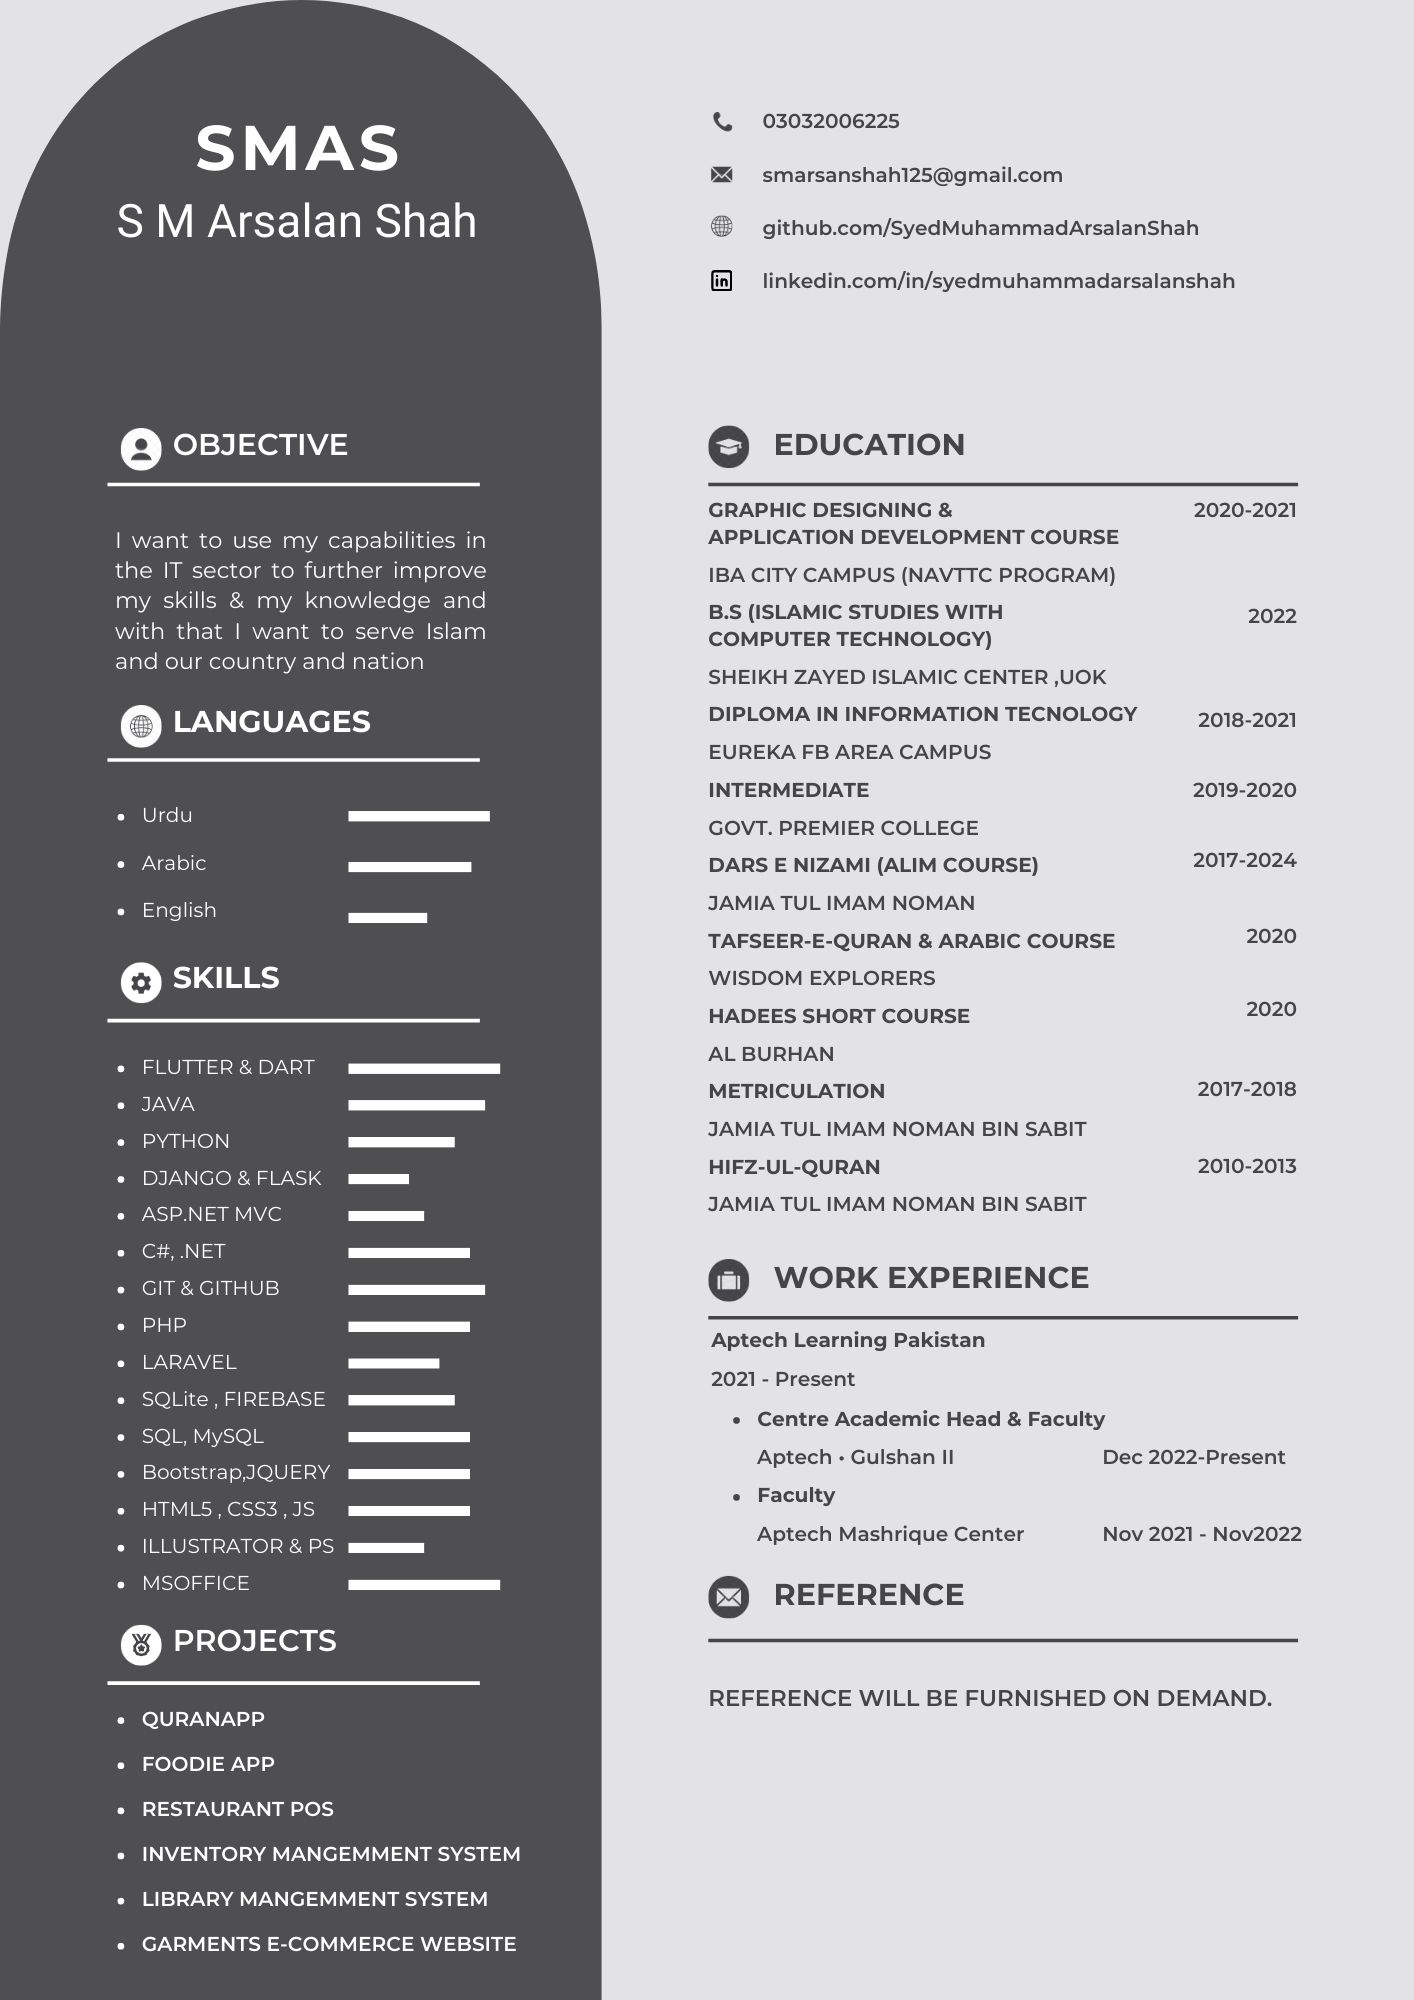 SMAS
S M Arsalan Shah
03032006225
smarsanshah125@gmail.com
github.com/SyedMuhammadArsalanShah
linkedin.com/in/syedmuhammadarsalanshah
OBJECTIVE
I want to use my capabilities in
the IT sector to further improve
my skills & my knowledge and
with that I want to serve Islam
and our country and nation
LANGUAGES
• Urdu
• Arabic
• English
SKILLS
• FLUTTER & DART
• JAVA
• PYTHON
• DJANGO & FLASK
• ASP.NET MVC
• C#, .NET
• GIT & GITHUB
• PHP
• LARAVEL
• SQLite , FIREBASE
• SQL, MySQL
• Bootstrap,JQUERY
• HTML5 , CSS3 , JS
• ILLUSTRATOR & PS
• MSOFFICE
PROJECTS
• QURANAPP
• FOODIE APP
• RESTAURANT POS
• INVENTORY MANGEMMENT SYSTEM
• LIBRARY MANGEMMENT SYSTEM
• GARMENTS E-COMMERCE WEBSITE
EDUCATION
GRAPHIC DESIGNING & 2020-2021
APPLICATION DEVELOPMENT COURSE
IBA CITY CAMPUS (NAVTTC PROGRAM)
B.S (ISLAMIC STUDIES WITH 2022
COMPUTER TECHNOLOGY)
SHEIKH ZAYED ISLAMIC CENTER ,UOK
DIPLOMA IN INFORMATION TECNOLOGY 2018-2021
EUREKA FB AREA CAMPUS
INTERMEDIATE 2019-2020
GOVT. PREMIER COLLEGE
DARS E NIZAMI (ALIM COURSE) 2017-2024
JAMIA TUL IMAM NOMAN
TAFSEER-E-QURAN & ARABIC COURSE 2020
WISDOM EXPLORERS
HADEES SHORT COURSE 2020
AL BURHAN
METRICULATION 2017-2018
JAMIA TUL IMAM NOMAN BIN SABIT
HIFZ-UL-QURAN 2010-2013
JAMIA TUL IMAM NOMAN BIN SABIT
WORK EXPERIENCE
Aptech Learning Pakistan
2021 - Present
• Centre Academic Head & Faculty
Aptech • Gulshan II Dec 2022-Present
• Faculty
Aptech Mashrique Center Nov 2021 - Nov2022
REFERENCE
REFERENCE WILL BE FURNISHED ON DEMAND.